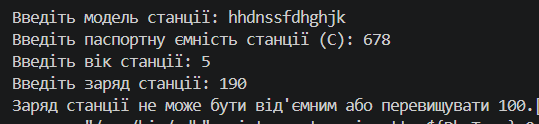 Введіть модель станції: hhdnssfdhghjk
Введіть паспортну ємність станції (C): 678
Введіть вік станції: 5
Введіть заряд станції: 190
Заряд станції не може бути від'ємним або перевищувати 100.